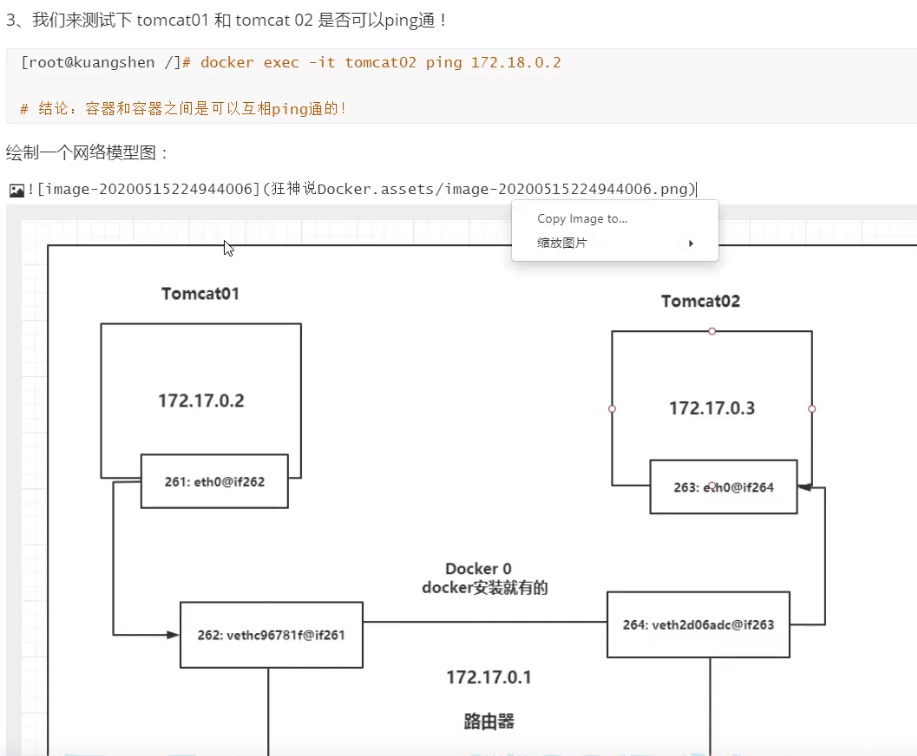 3、我们来测试下 tomcat01 和 tomcat 02 是否可以ping通！
[root@kuangshen /]# docker exec -it tomcat02 ping 172.18.0.2
# 结论：容器和容器之间是可以互相ping通的！
绘制一个网络模型图：
![image-20200515224944006](狂神说Docker.assets/image-20200515224944006.png)
Copy Image to...
缩放图片
Tomcat01
Tomcat02
172.17.0.2
172.17.0.3
261: eth0@if262
263: eth0@if264
Docker 0
docker安装就有的
262: vethc96781f@if261
264: veth2d06adc@if263
172.17.0.1
路由器